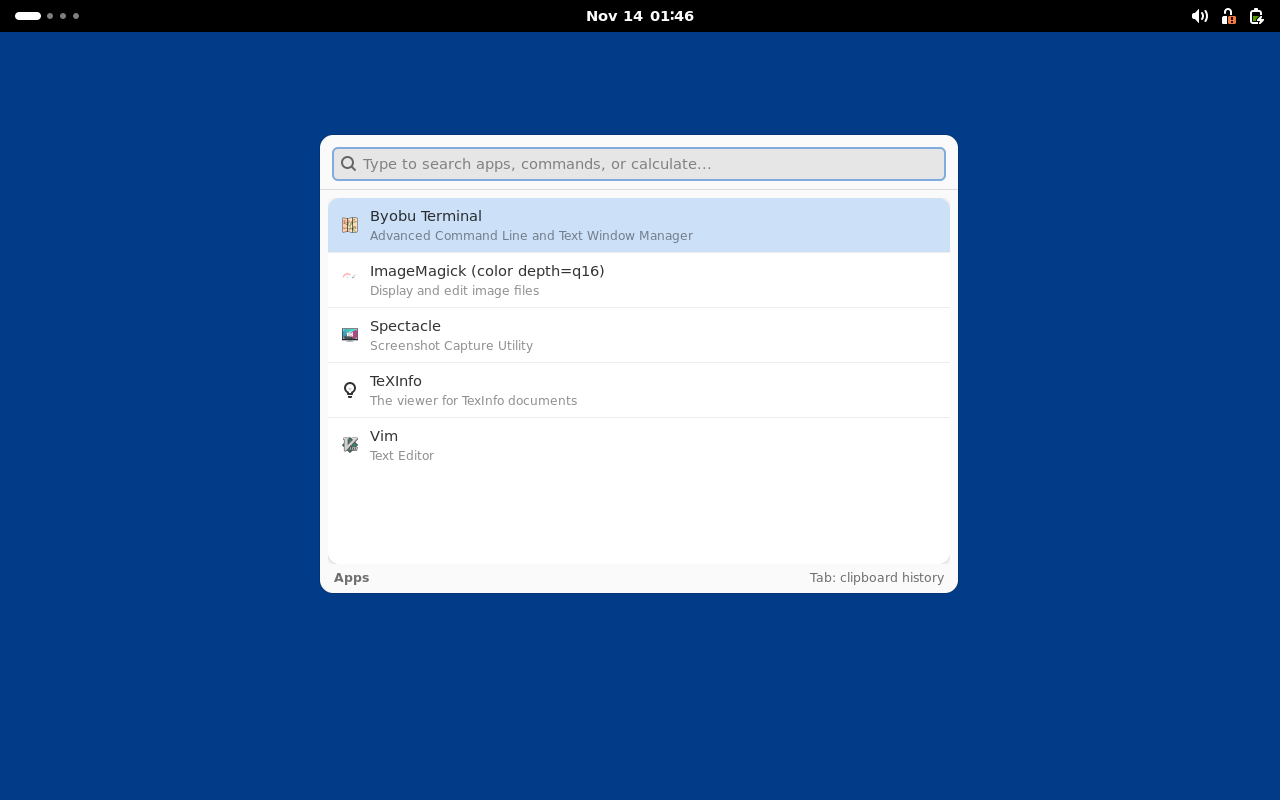 Nov 14 01:46
Type to search apps, commands, or calculate...
Byobu Terminal
Advanced Command Line and Text Window Manager
ImageMagick (color depth=q16)
Display and edit image files
Spectacle
Screenshot Capture Utility
TeXInfo
The viewer for TexInfo documents
Vim
Text Editor
Apps
Tab: clipboard history